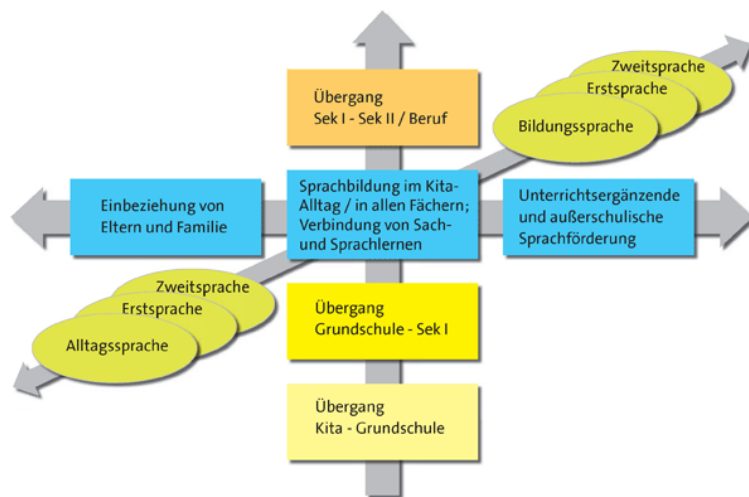 Zweitsprache
Erstsprache
Bildungssprache
Übergang
Sek I - Sek II / Beruf
Einbeziehung von
Eltern und Familie
Sprachbildung im Kita-
Alltag / in allen Fächern;
Verbindung von Sach-
und Sprachlernen
Unterrichtsergänzende
und außerschulische
Sprachförderung
Zweitsprache
Erstsprache
Alltagssprache
Übergang
Grundschule - Sek I
Übergang
Kita - Grundschule